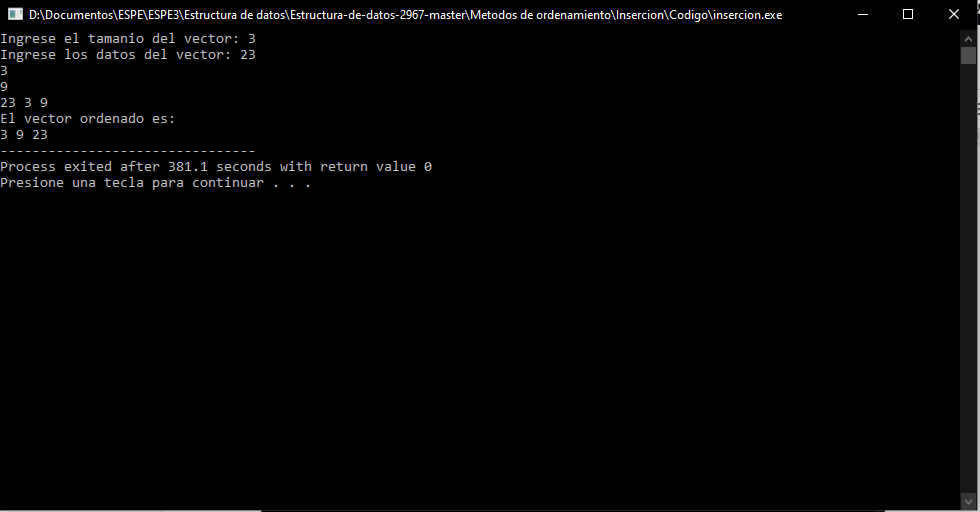 D:\Documentos\ESPE\ESPE3\Estructura de datos\Estructura-de-datos-2967-master\Metodos de ordenamiento\Insercion\Codigo\insercion.exe
Ingrese el tamanio del vector: 3
Ingrese los datos del vector: 23
3
9
23 3 9
El vector ordenado es:
3 9 23
--------------------------------
Process exited after 381.1 seconds with return value 0
Presione una tecla para continuar . . .